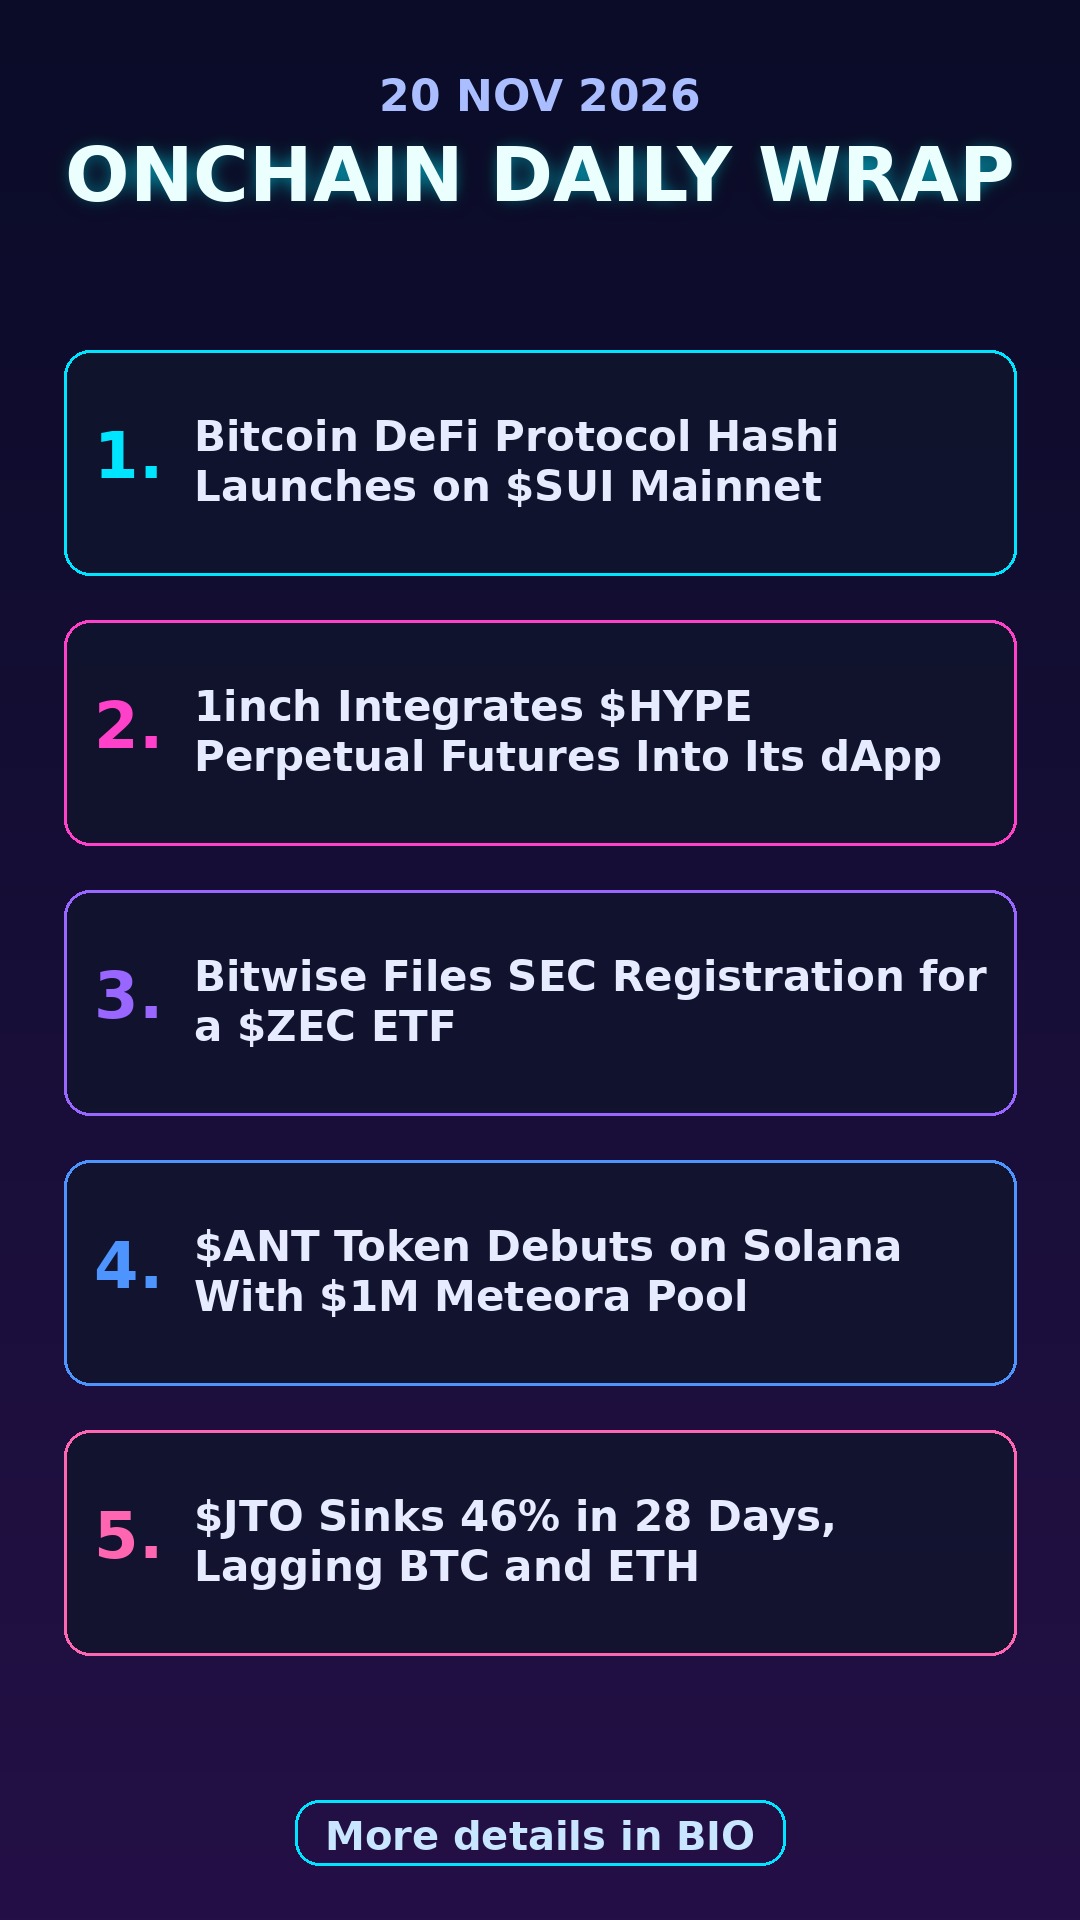 20 NOV 2026
ONCHAIN DAILY WRAP
1.
Bitcoin DeFi Protocol Hashi
Launches on $SUI Mainnet
2.
1inch Integrates $HYPE
Perpetual Futures Into Its dApp
3.
Bitwise Files SEC Registration for
a $ZEC ETF
4.
$ANT Token Debuts on Solana
With $1M Meteora Pool
5.
$JTO Sinks 46% in 28 Days,
Lagging BTC and ETH
More details in BIO